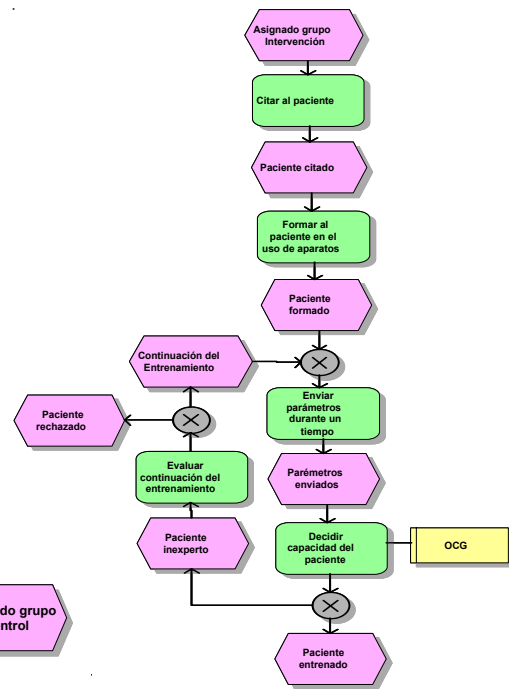 Asignado grupo
Intervención
Citar al paciente
Paciente citado
Formar al
paciente en el
uso de aparatos
Paciente
formado
Continuación del
Entrenamiento
Enviar
parámetros
durante un
tiempo
Paciente
rechazado
Evaluar
continuación del
entrenamiento
Parémetros
enviados
Paciente
inexperto
Decidir
capacidad del
paciente
OCG
do grupo
ntrol
Paciente
entrenado